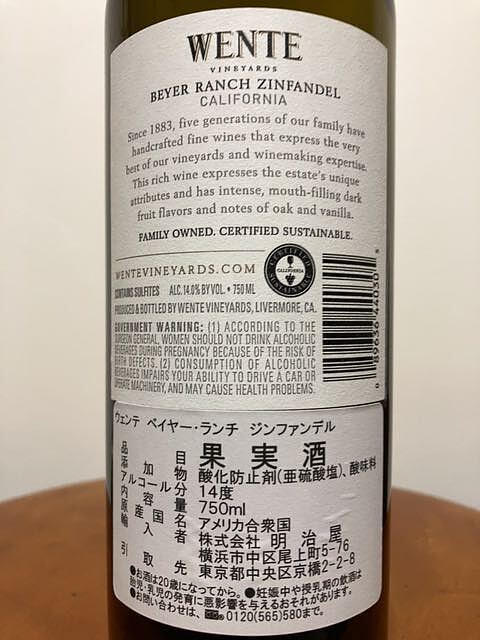 WENTE
VINEYARDS
BEYER RANCH ZINFANDEL
CALIFORNIA
Since 1883, five generations of our family have
handcrafted fine wines that express the very
best of our vineyards and winemaking expertise.
This rich wine expresses the estate's unique
attributes and has intense, mouth-filling dark
fruit flavors and notes of oak and vanilla.
FAMILY OWNED. CERTIFIED SUSTAINABLE.
WENTEVINEYARDS.COM
CERTIFIED
CALIFORNIA
SUSTAINABLE
CONTAINS SULFITES ALC. 14.0% BY VOL. • 750 ML
PRODUCED & BOTTLED BY WENTE VINEYARDS, LIVERMORE, CA.
GOVERNMENT WARNING: (1) ACCORDING TO THE
SURGEON GENERAL, WOMEN SHOULD NOT DRINK ALCOHOLIC
BEVERAGES DURING PREGNANCY BECAUSE OF THE RISK OF
BIRTH DEFECTS. (2) CONSUMPTION OF ALCOHOLIC
BEVERAGES IMPAIRS YOUR ABILITY TO DRIVE A CAR OR
OPERATE MACHINERY, AND MAY CAUSE HEALTH PROBLEMS.
0 89636 44030 8
ウェンテ ベイヤー・ランチ ジンファンデル
品目 果実酒
添加物 酸化防止剤(亜硫酸塩)、酸味料
アルコール分 14度
内容量 750ml
原産国名 アメリカ合衆国
輸入者 株式会社 明治屋
横浜市中区尾上町5-76
引取先 東京都中央区京橋2-2-8
●お酒は20歳になってから。●妊娠中や授乳期の飲酒は
胎児・乳児の発育に悪影響を与えるおそれがあります。
●お問い合わせは、 0120(565)580まで。